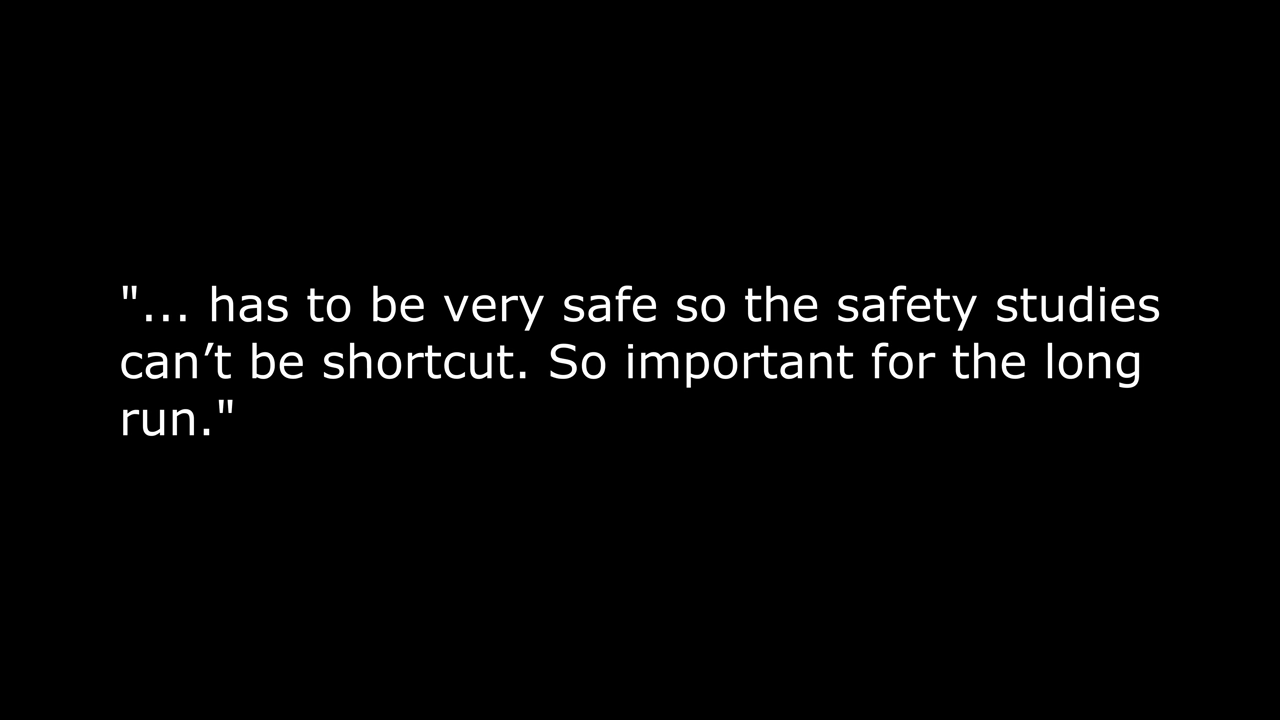 "... has to be very safe so the safety studies
can’t be shortcut. So important for the long
run."